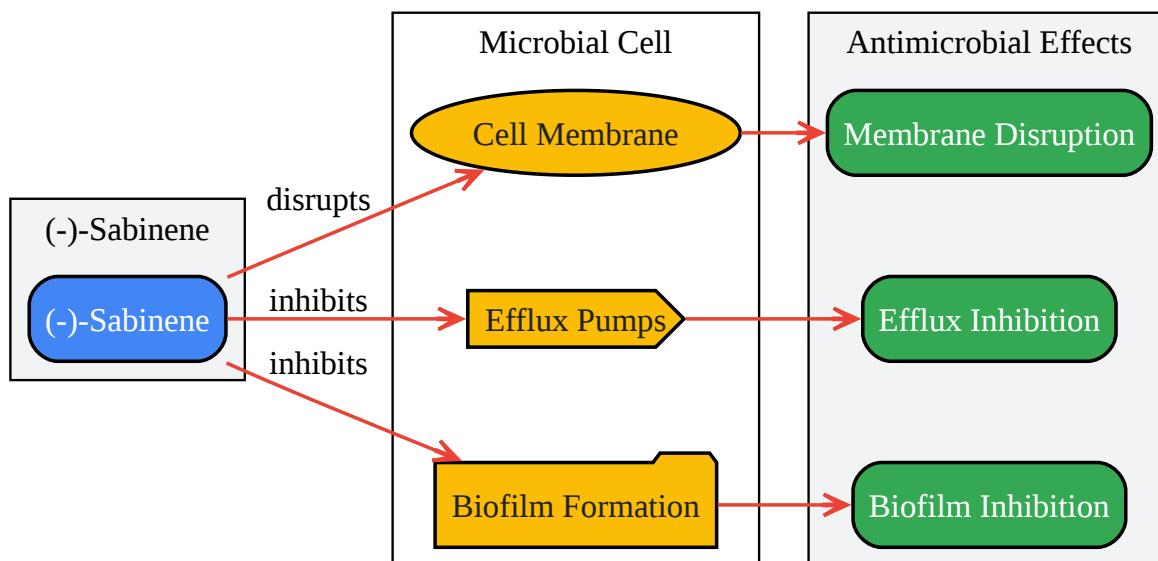 Microbial Cell
Antimicrobial Effects
Cell Membrane
Membrane Disruption
disrupts
(-)-Sabinene
(-)-Sabinene
inhibits
Efflux Pumps
Efflux Inhibition
inhibits
Biofilm Formation
Biofilm Inhibition